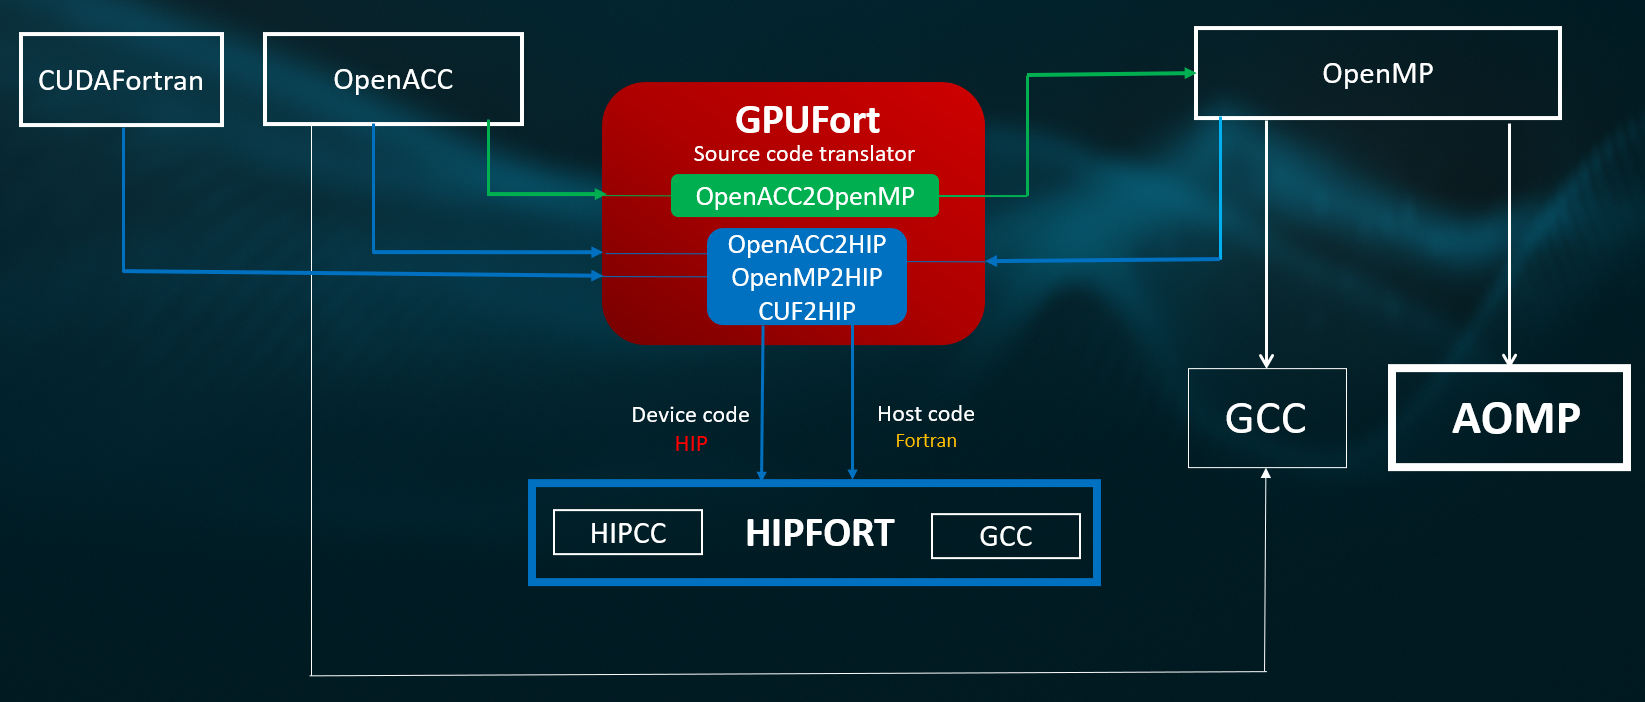 CUDAFortran
OpenACC
OpenMP
GPUFort
Source code translator
OpenACC2OpenMP
OpenACC2HIP
OpenMP2HIP
CUF2HIP
Device code
HIP
Host code
Fortran
GCC
AOMP
HIPCC
HIPFORT
GCC